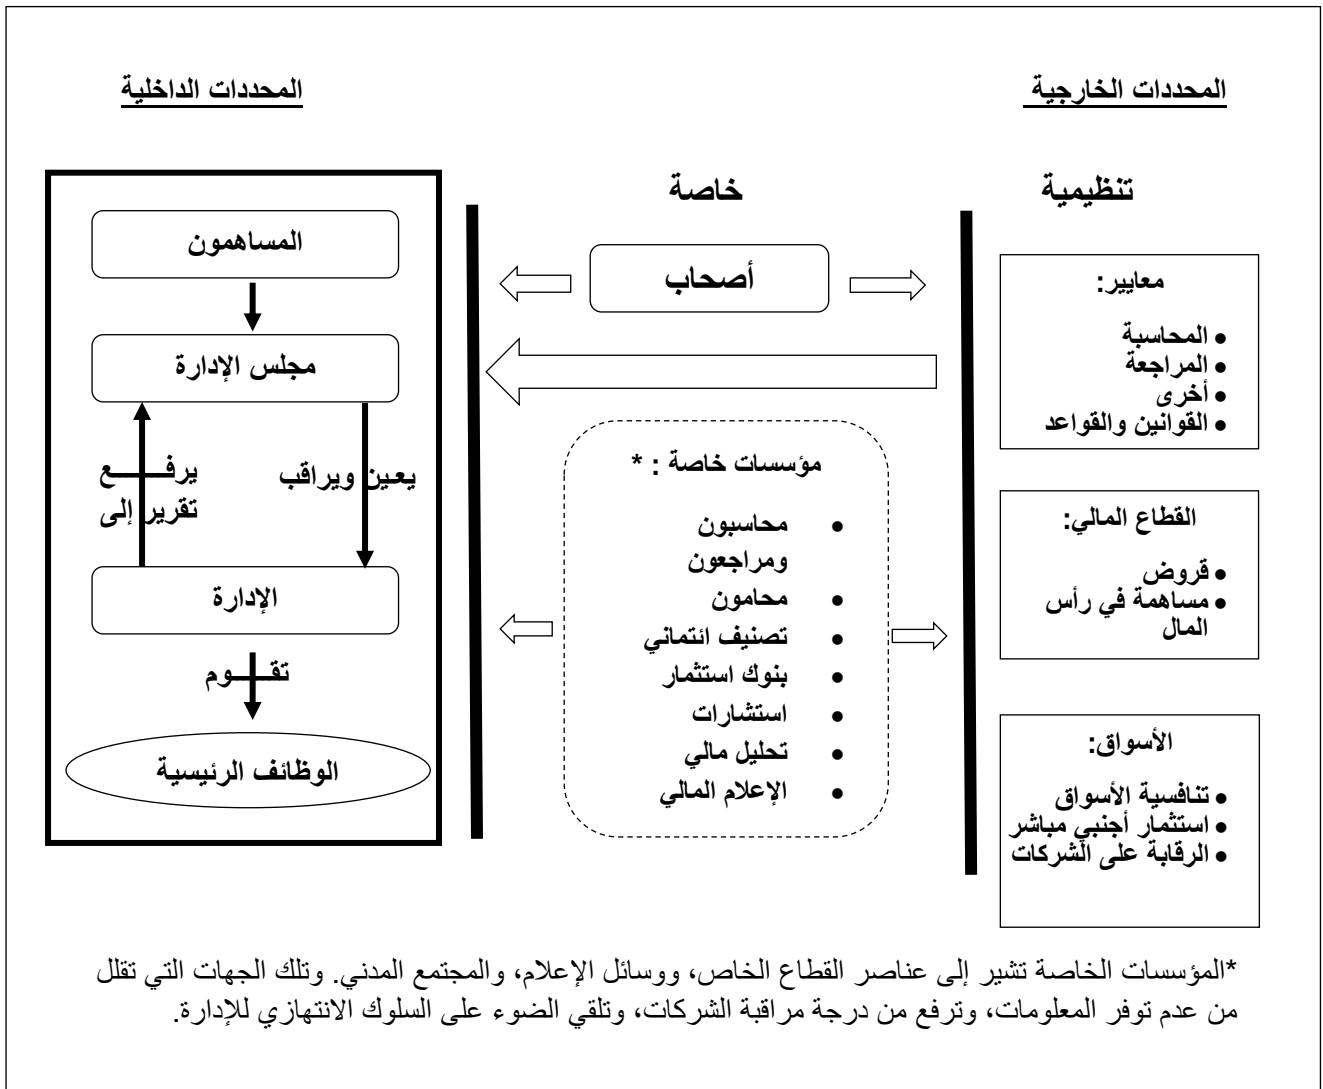 المحددات الخارجية
المحددات الداخلية
تنظيمية
خاصة
معايير:
• المحاسبة
• المراجعة
• أخرى
• القوانين والقواعد
القطاع المالي:
• قروض
• مساهمة في رأس
المال
الأسواق:
• تنافسية الأسواق
• استثمار أجنبي مباشر
• الرقابة على الشركات
أصحاب
مؤسسات خاصة : *
• محاسبون
ومراجعون
• محامون
• تصنيف ائتماني
• بنوك استثمار
• استشارات
• تحليل مالي
• الإعلام المالي
المساهمون
مجلس الإدارة
يعين ويراقب
يرفـــــــع
تقرير إلى
الإدارة
تقــــوم
الوظائف الرئيسية
*المؤسسات الخاصة تشير إلى عناصر القطاع الخاص، ووسائل الإعلام، والمجتمع المدني. وتلك الجهات التي تقلل
من عدم توفر المعلومات، وترفع من درجة مراقبة الشركات، وتلقي الضوء على السلوك الانتهازي للإدارة.